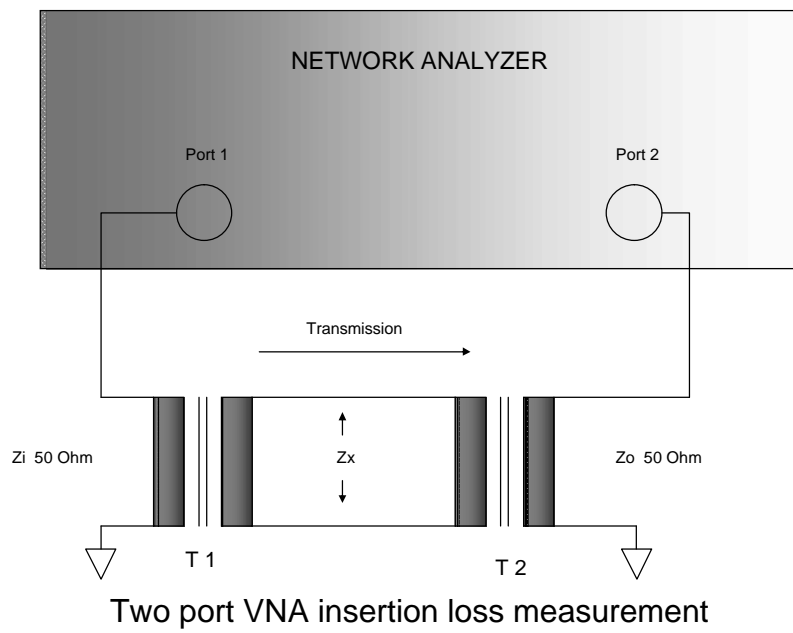 NETWORK ANALYZER
Port 1
Port 2
Transmission
Zi 50 Ohm
Zx
Zo 50 Ohm
T 1
T 2
Two port VNA insertion loss measurement